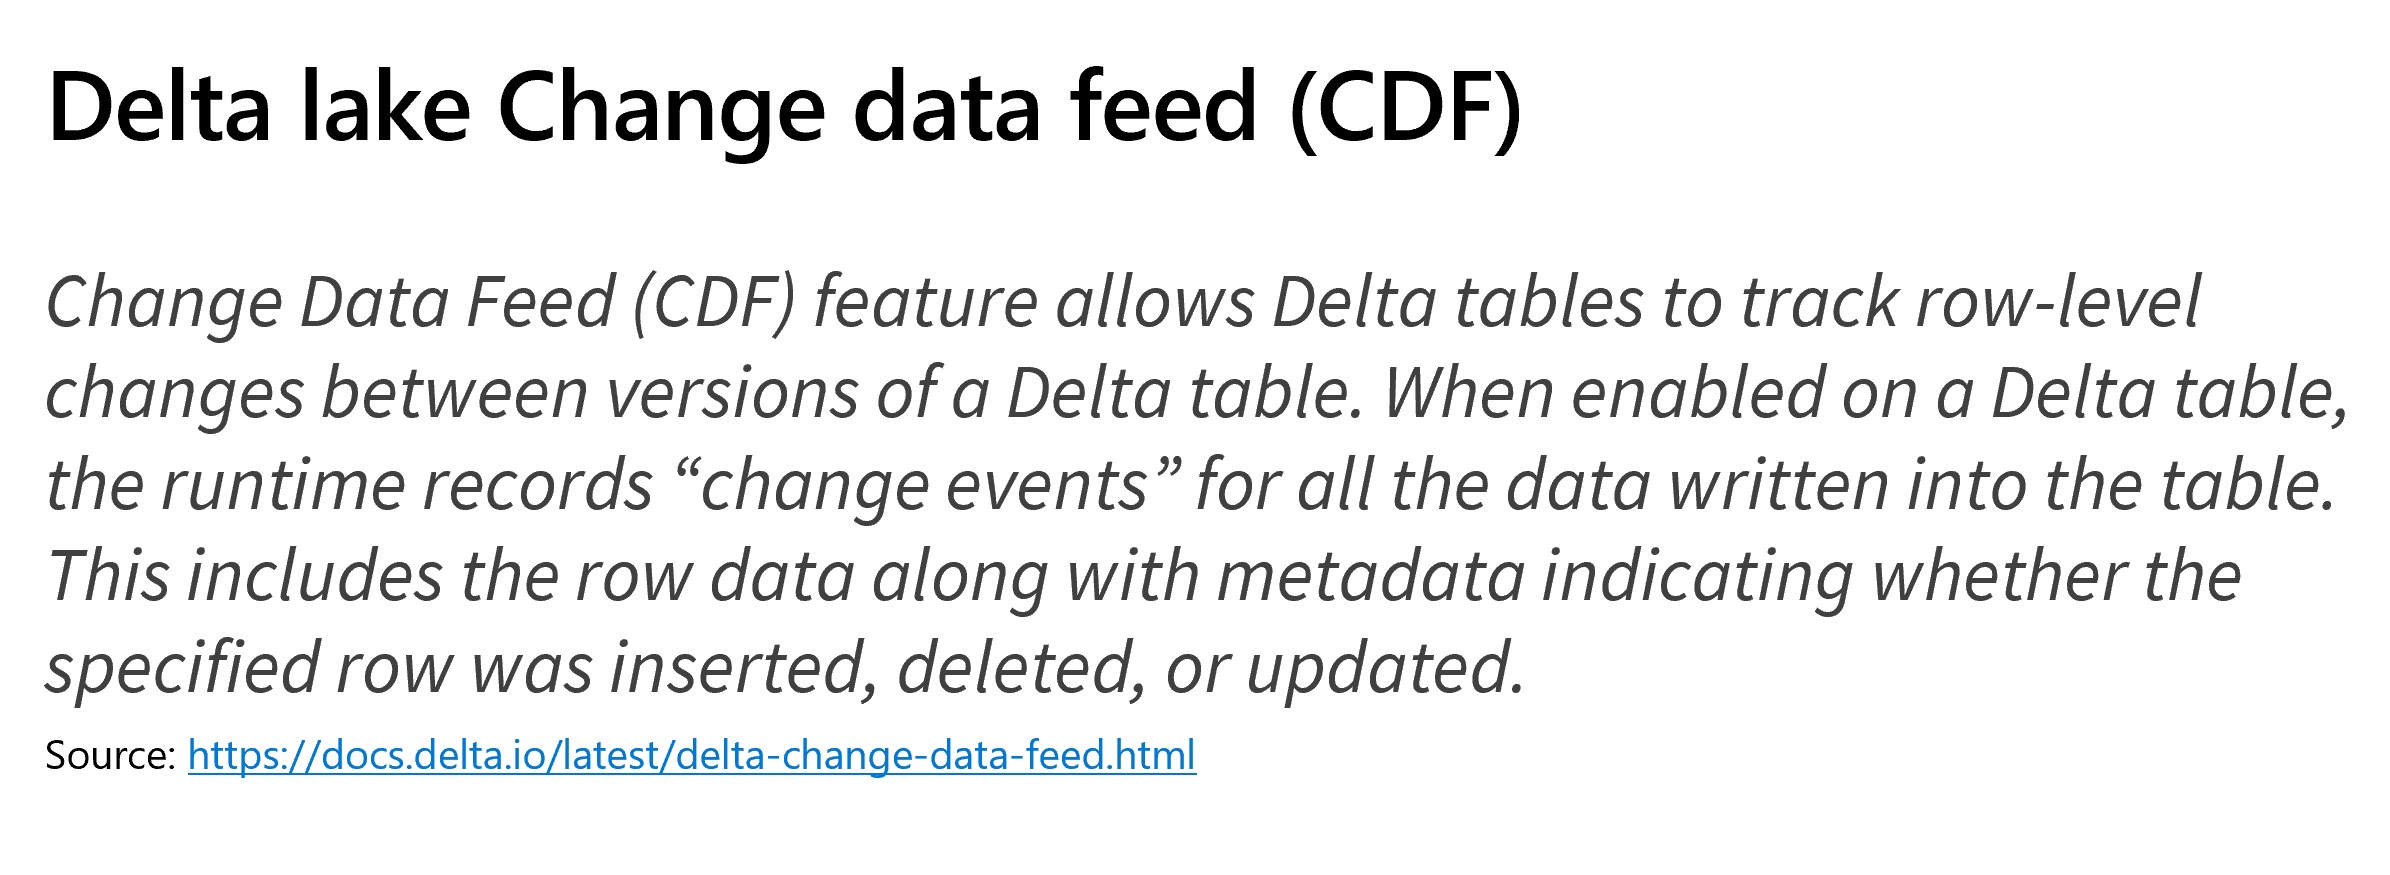 Delta lake Change data feed (CDF)
Change Data Feed (CDF) feature allows Delta tables to track row-level
changes between versions of a Delta table. When enabled on a Delta table,
the runtime records “change events” for all the data written into the table.
This includes the row data along with metadata indicating whether the
specified row was inserted, deleted, or updated.
Source: https://docs.delta.io/latest/delta-change-data-feed.html